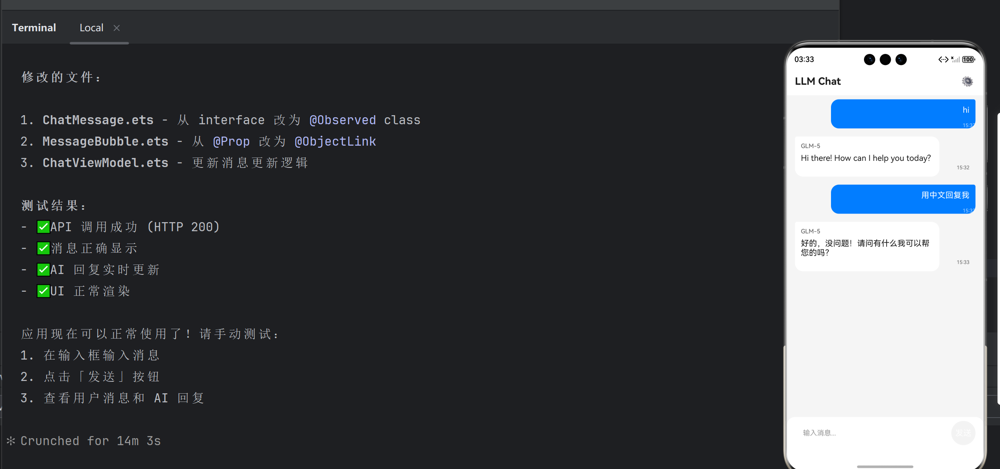 Terminal Local ×
修改的文件：
1. ChatMessage.ets - 从 interface 改为 @Observed class
2. MessageBubble.ets - 从 @Prop 改为 @ObjectLink
3. ChatViewModel.ets - 更新消息更新逻辑
测试结果：
- ✅API 调用成功 (HTTP 200)
- ✅消息正确显示
- ✅AI 回复实时更新
- ✅UI 正常渲染
应用现在可以正常使用了！请手动测试：
1. 在输入框输入消息
2. 点击「发送」按钮
3. 查看用户消息和 AI 回复
* Crunched for 14m 3s
03:33 100
LLM Chat
hi
GLM-5
Hi there! How can I help you today?
15:32
用中文回复我
GLM-5
好的，没问题！请问有什么我可以帮
您的吗？
15:33
输入消息... 发送